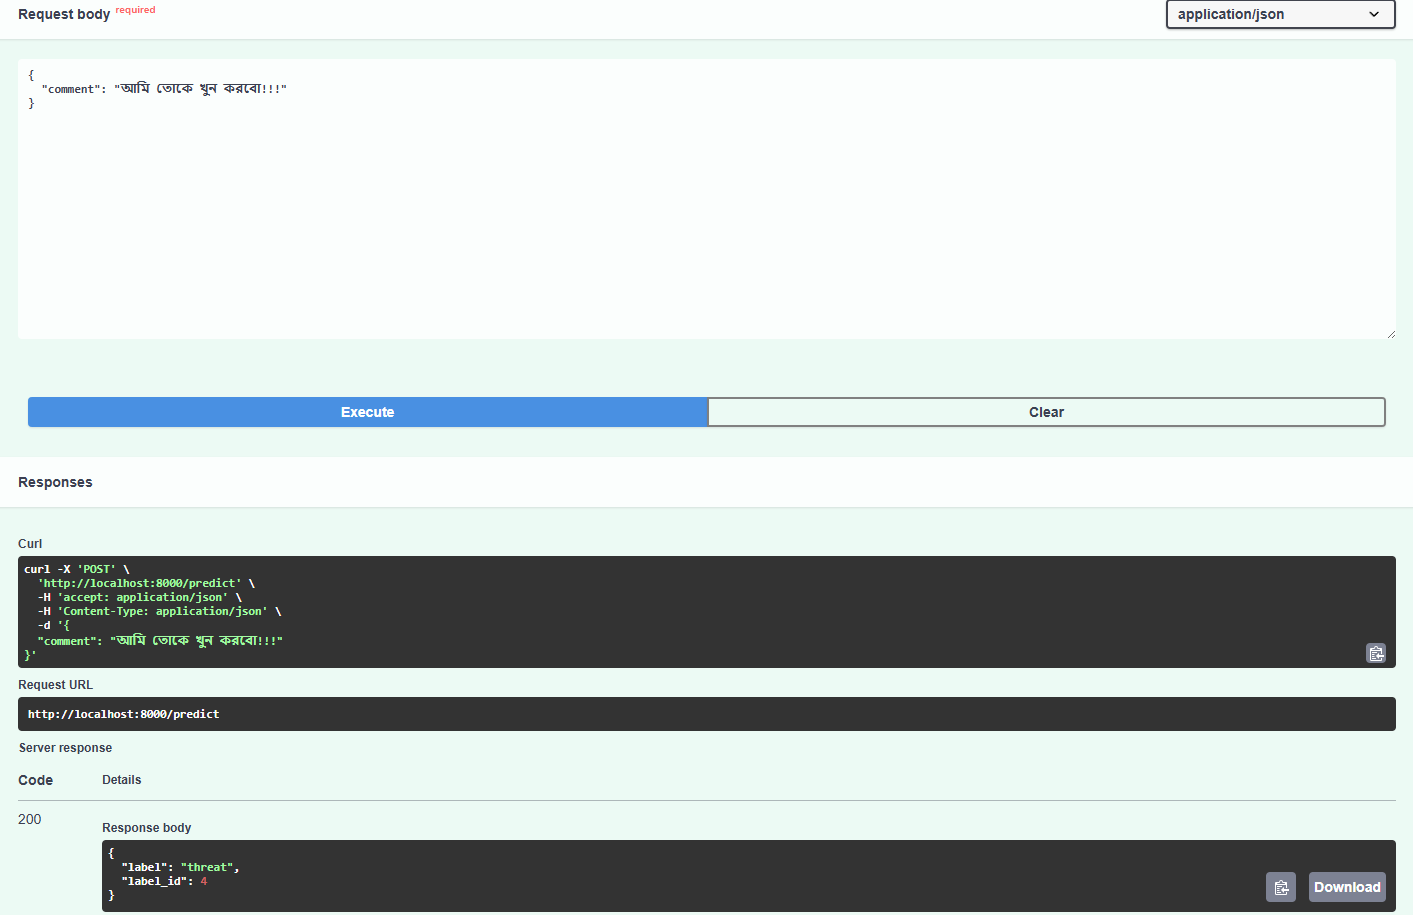 Request body required
application/json
{
  "comment": "আমি তোকে খুন করবো!!!"
}
Execute
Clear
Responses
Curl
curl -X 'POST' \
  'http://localhost:8000/predict' \
  -H 'accept: application/json' \
  -H 'Content-Type: application/json' \
  -d '{
  "comment": "আমি তোকে খুন করবো!!!"
}'
Request URL
http://localhost:8000/predict
Server response
Code
Details
200
Response body
{
  "label": "threat",
  "label_id": 4
}
Download